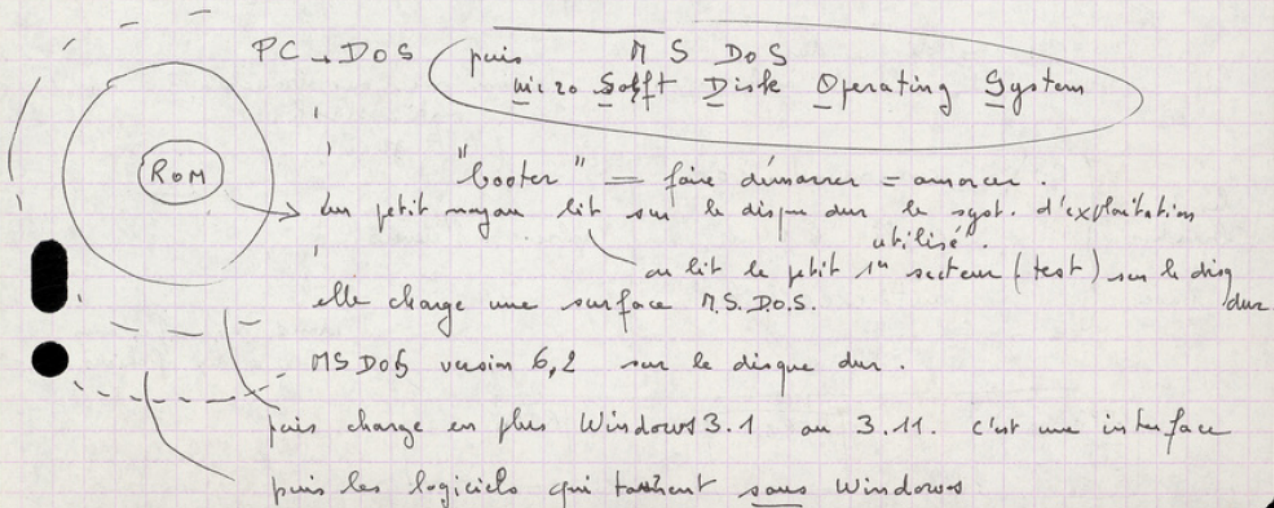 PC-DOS puis MS DOS
Micro Soft Disk Operating System
ROM
"booter" = faire démarrer = amorcer.
un petit noyau lit sur le disque dur le syst. d'exploitation
utilisé.
on lit le petit 1er secteur (test) sur le disq
dur
elle charge une surface M.S.D.O.S.
MS DOS version 6,2 sur le disque dur.
puis charge en plus Windows 3.1 ou 3.11. c'est une interface
puis les logiciels qui sous Windows